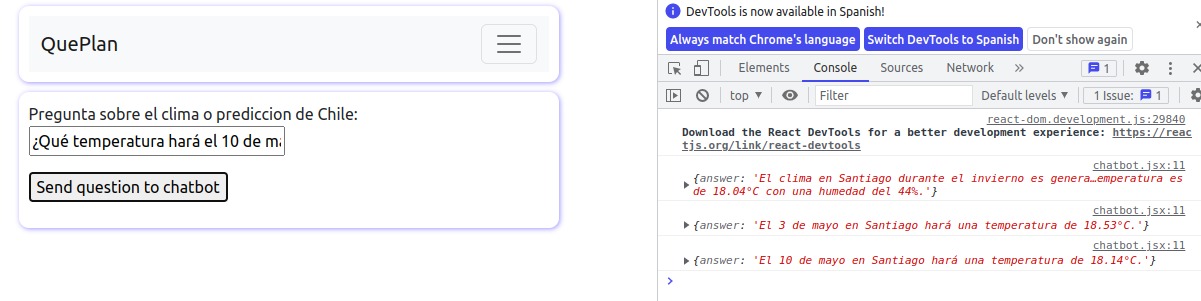 QuePlan
Pregunta sobre el clima o prediccion de Chile:
¿Qué temperatura hará el 10 de ma
Send question to chatbot
DevTools is now available in Spanish!
Always match Chrome's language Switch DevTools to Spanish Don't show again
Elements Console Sources Network » 1
top Filter Default levels 1 Issue: 1
react-dom.development.js:29840
Download the React DevTools for a better development experience: https://reac
tjs.org/link/react-devtools
chatbot.jsx:11
{answer: 'El clima en Santiago durante el invierno es genera…emperatura es
de 18.04°C con una humedad del 44%.'}
chatbot.jsx:11
{answer: 'El 3 de mayo en Santiago hará una temperatura de 18.53°C.'}
chatbot.jsx:11
{answer: 'El 10 de mayo en Santiago hará una temperatura de 18.14°C.'}